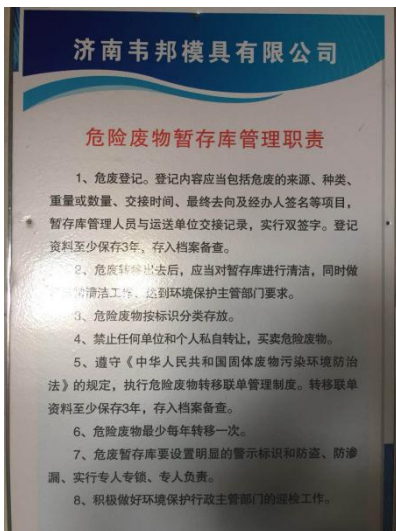 济南韦邦模具有限公司
危险废物暂存库管理职责
1、危废登记。登记内容应当包括危废的来源、种类、
重量或数量、交接时间、最终去向及经办人签名等项目，
暂存库管理人员与运送单位交接记录，实行双签字。登记
资料至少保存3年，存入档案备查。
2、危废转移出去后，应当对暂存库进行清洁，同时做
清洁工作，达到环境保护主管部门要求。
3、危险废物按标识分类存放。
4、禁止任何单位和个人私自转让，买卖危险废物。
5、遵守《中华人民共和国固体废物污染环境防治
法》的规定，执行危险废物转移联单管理制度。转移联单
资料至少保存3年，存入档案备查。
6、危险废物最少每年转移一次。
7、危废暂存库要设置明显的警示标识和防盗、防渗
漏、实行专人专锁、专人负责。
8、积极做好环境保护行政主管部门的巡检工作。